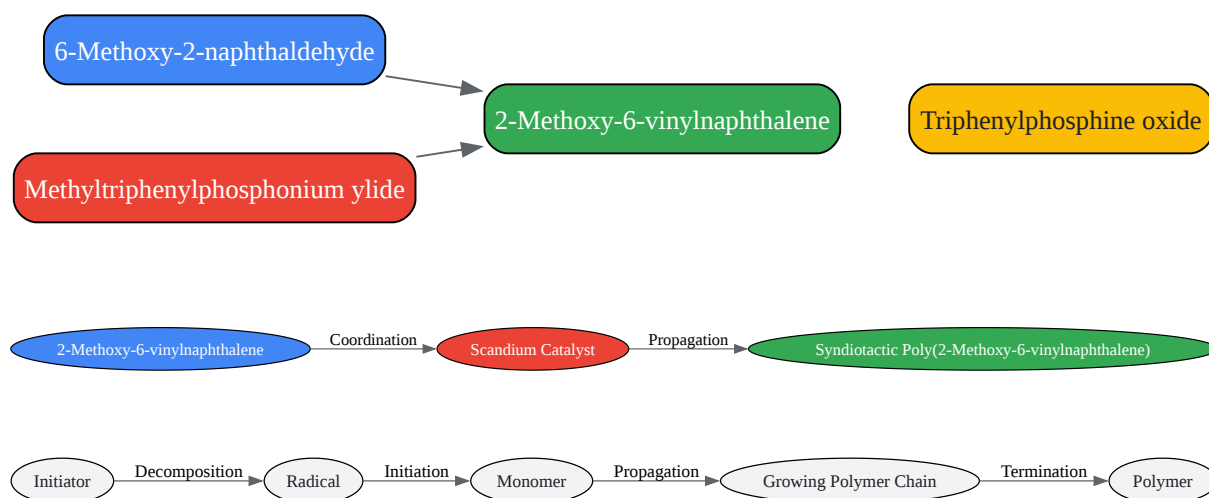 6-Methoxy-2-naphthaldehyde
2-Methoxy-6-vinylnaphthalene
Triphenylphosphine oxide
Methyltriphenylphosphonium ylide
2-Methoxy-6-vinylnaphthalene
Coordination
Scandium Catalyst
Propagation
Syndiotactic Poly(2-Methoxy-6-vinylnaphthalene)
Initiator
Decomposition
Radical
Initiation
Monomer
Propagation
Growing Polymer Chain
Termination
Polymer